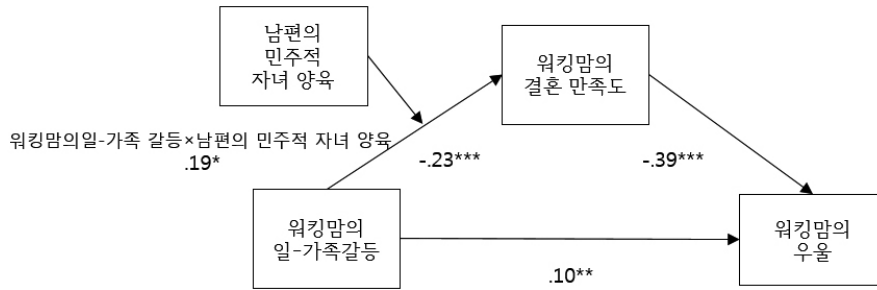 남편의
민주적
자녀 양육
워킹맘의
결혼 만족도
워킹맘의일-가족 갈등×남편의 민주적 자녀 양육
.19*
-.23***
-.39***
워킹맘의
일-가족갈등
워킹맘의
우울
.10**